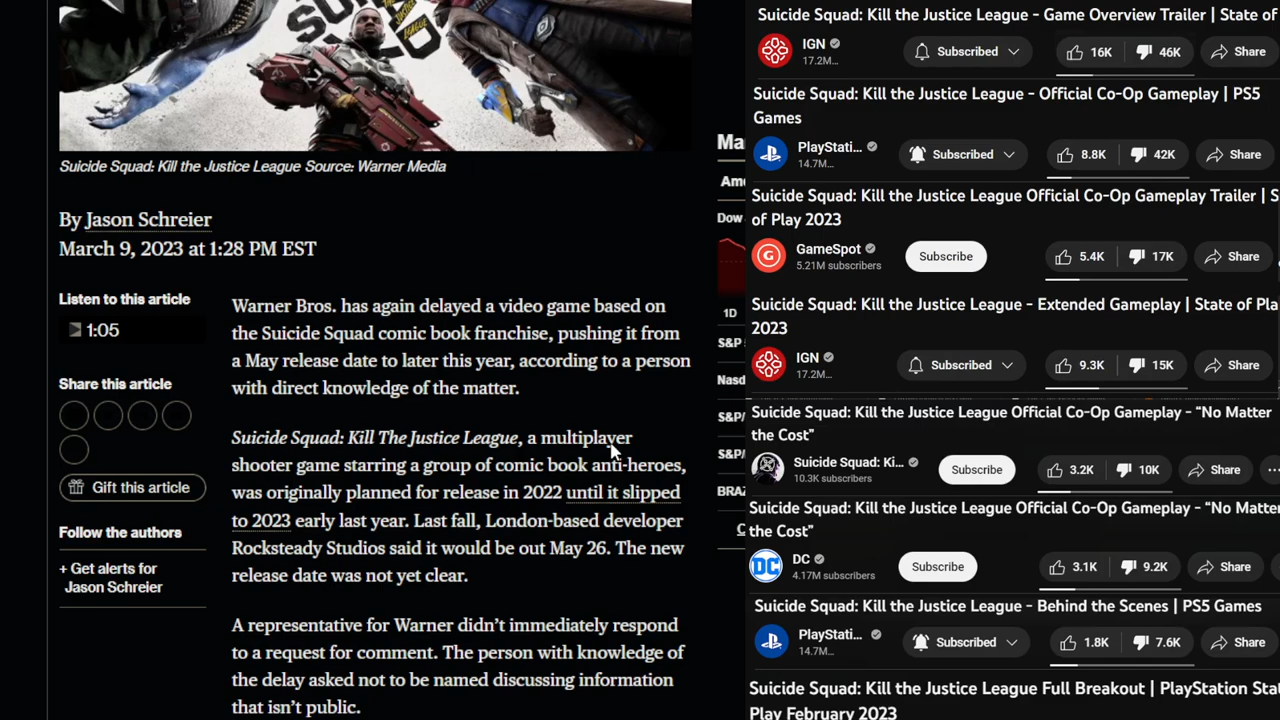 Suicide Squad: Kill the Justice League Source: Warner Media
By Jason Schreier
March 9, 2023 at 1:28 PM EST
Listen to this article
1:05
Share this article
Gift this article
Follow the authors
+ Get alerts for
Jason Schreier
Warner Bros. has again delayed a video game based on
the Suicide Squad comic book franchise, pushing it from
a May release date to later this year, according to a person
with direct knowledge of the matter.
Suicide Squad: Kill The Justice League, a multiplayer
shooter game starring a group of comic book anti-heroes,
was originally planned for release in 2022 until it slipped
to 2023 early last year. Last fall, London-based developer
Rocksteady Studios said it would be out May 26. The new
release date was not yet clear.
A representative for Warner didn't immediately respond
to a request for comment. The person with knowledge of
the delay asked not to be named discussing information
that isn't public.
Ma
Ame
Dow
1D
S&P
Nasd
S&P/
S&P/
BRAZ
Suicide Squad: Kill the Justice League - Game Overview Trailer | State of
IGN
17.2M...
Subscribed
16K
46K
Share
Suicide Squad: Kill the Justice League - Official Co-Op Gameplay | PS5
Games
PlayStati...
14.7M...
Subscribed
8.8K
42K
Share
Suicide Squad: Kill the Justice League Official Co-Op Gameplay Trailer | S
of Play 2023
GameSpot
5.21M subscribers
Subscribe
5.4K
17K
Share
Suicide Squad: Kill the Justice League - Extended Gameplay | State of Pla
2023
IGN
17.2M...
Subscribed
9.3K
15K
Share
Suicide Squad: Kill the Justice League Official Co-Op Gameplay - “No Matter
the Cost”
Suicide Squad: Ki...
10.3K subscribers
Subscribe
3.2K
10K
Share
Suicide Squad: Kill the Justice League Official Co-Op Gameplay - “No Matte
the Cost”
DC
DC
4.17M subscribers
Subscribe
3.1K
9.2K
Share
Suicide Squad: Kill the Justice League - Behind the Scenes | PS5 Games
PlayStati...
14.7M...
Subscribed
1.8K
7.6K
Share
Suicide Squad: Kill the Justice League Full Breakout | PlayStation Sta
Play February 2023